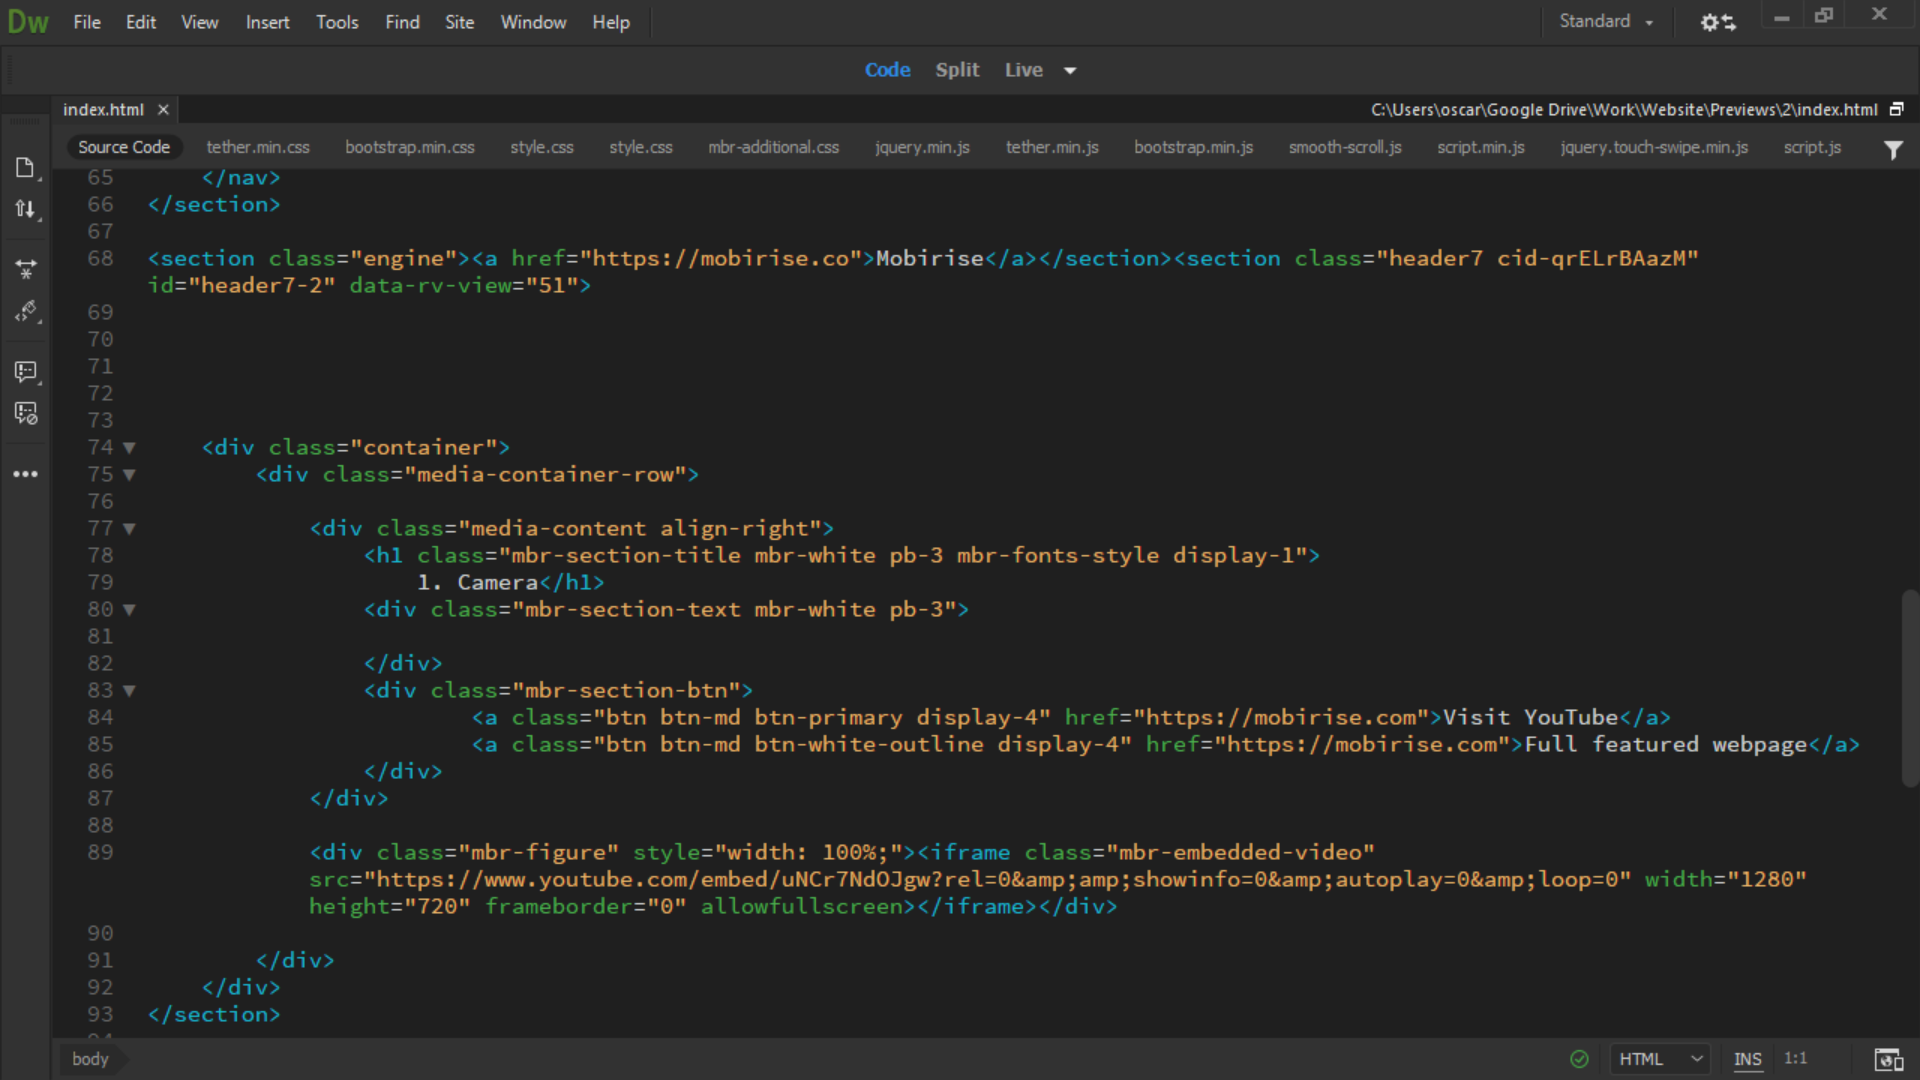 Dw File Edit View Insert Tools Find Site Window Help Standard
Code Split Live
index.html C:\Users\oscar\Google Drive\Work\Website\Previews\2\index.html
Source Code tether.min.css bootstrap.min.css style.css style.css mbr-additional.css jquery.min.js tether.min.js bootstrap.min.js smooth-scroll.js script.min.js jquery.touch-swipe.min.js script.js
65 </nav>
66 </section>
67
68 <section class="engine"><a href="https://mobirise.co">Mobirise</a></section><section class="header7 cid-qrELrBAazM"
id="header7-2" data-rv-view="51">
69
70
71
72
73
74 <div class="container">
75 <div class="media-container-row">
76
77 <div class="media-content align-right">
78 <h1 class="mbr-section-title mbr-white pb-3 mbr-fonts-style display-1">
79 1. Camera</h1>
80 <div class="mbr-section-text mbr-white pb-3">
81
82 </div>
83 <div class="mbr-section-btn">
84 <a class="btn btn-md btn-primary display-4" href="https://mobirise.com">Visit YouTube</a>
85 <a class="btn btn-md btn-white-outline display-4" href="https://mobirise.com">Full featured webpage</a>
86 </div>
87 </div>
88
89 <div class="mbr-figure" style="width: 100%;"><iframe class="mbr-embedded-video"
src="https://www.youtube.com/embed/uNCr7NdOJgw?rel=0&amp;amp;showinfo=0&amp;autoplay=0&amp;loop=0" width="1280"
height="720" frameborder="0" allowfullscreen></iframe></div>
90
91 </div>
92 </div>
93 </section>
94
body HTML INS 1:1